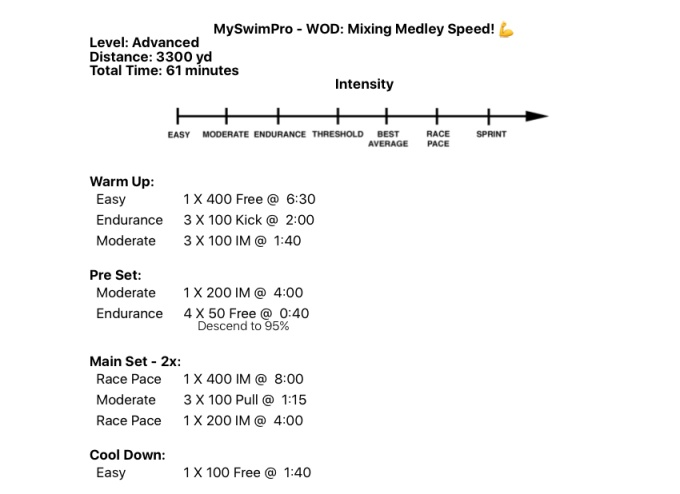 MySwimPro - WOD: Mixing Medley Speed! 💪
Level: Advanced
Distance: 3300 yd
Total Time: 61 minutes
Intensity
EASY MODERATE ENDURANCE THRESHOLD BEST AVERAGE RACE PACE SPRINT
Warm Up:
Easy 1 X 400 Free @ 6:30
Endurance 3 X 100 Kick @ 2:00
Moderate 3 X 100 IM @ 1:40
Pre Set:
Moderate 1 X 200 IM @ 4:00
Endurance 4 X 50 Free @ 0:40
Descend to 95%
Main Set - 2x:
Race Pace 1 X 400 IM @ 8:00
Moderate 3 X 100 Pull @ 1:15
Race Pace 1 X 200 IM @ 4:00
Cool Down:
Easy 1 X 100 Free @ 1:40